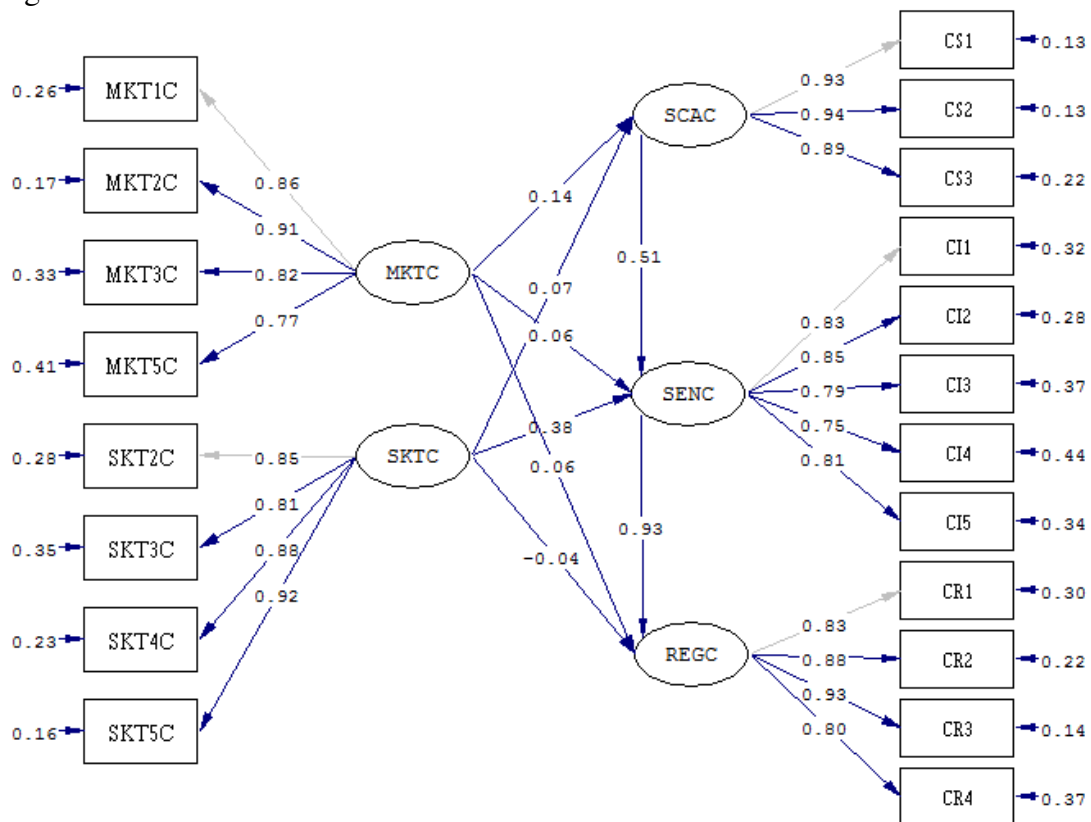 g
0.26 MKT1C
0.17 MKT2C
0.33 MKT3C
0.41 MKT5C
0.28 SKT2C
0.35 SKT3C
0.23 SKT4C
0.16 SKT5C
0.86
0.91
0.82
0.77
0.85
0.81
0.88
0.92
MKTC
SKTC
0.14
0.07
0.06
0.38
0.06
-0.04
SCAC
0.51
SENC
0.93
REGC
0.93
0.94
0.89
0.83
0.85
0.79
0.75
0.81
0.83
0.88
0.93
0.80
CS1 0.13
CS2 0.13
CS3 0.22
CI1 0.32
CI2 0.28
CI3 0.37
CI4 0.44
CI5 0.34
CR1 0.30
CR2 0.22
CR3 0.14
CR4 0.37